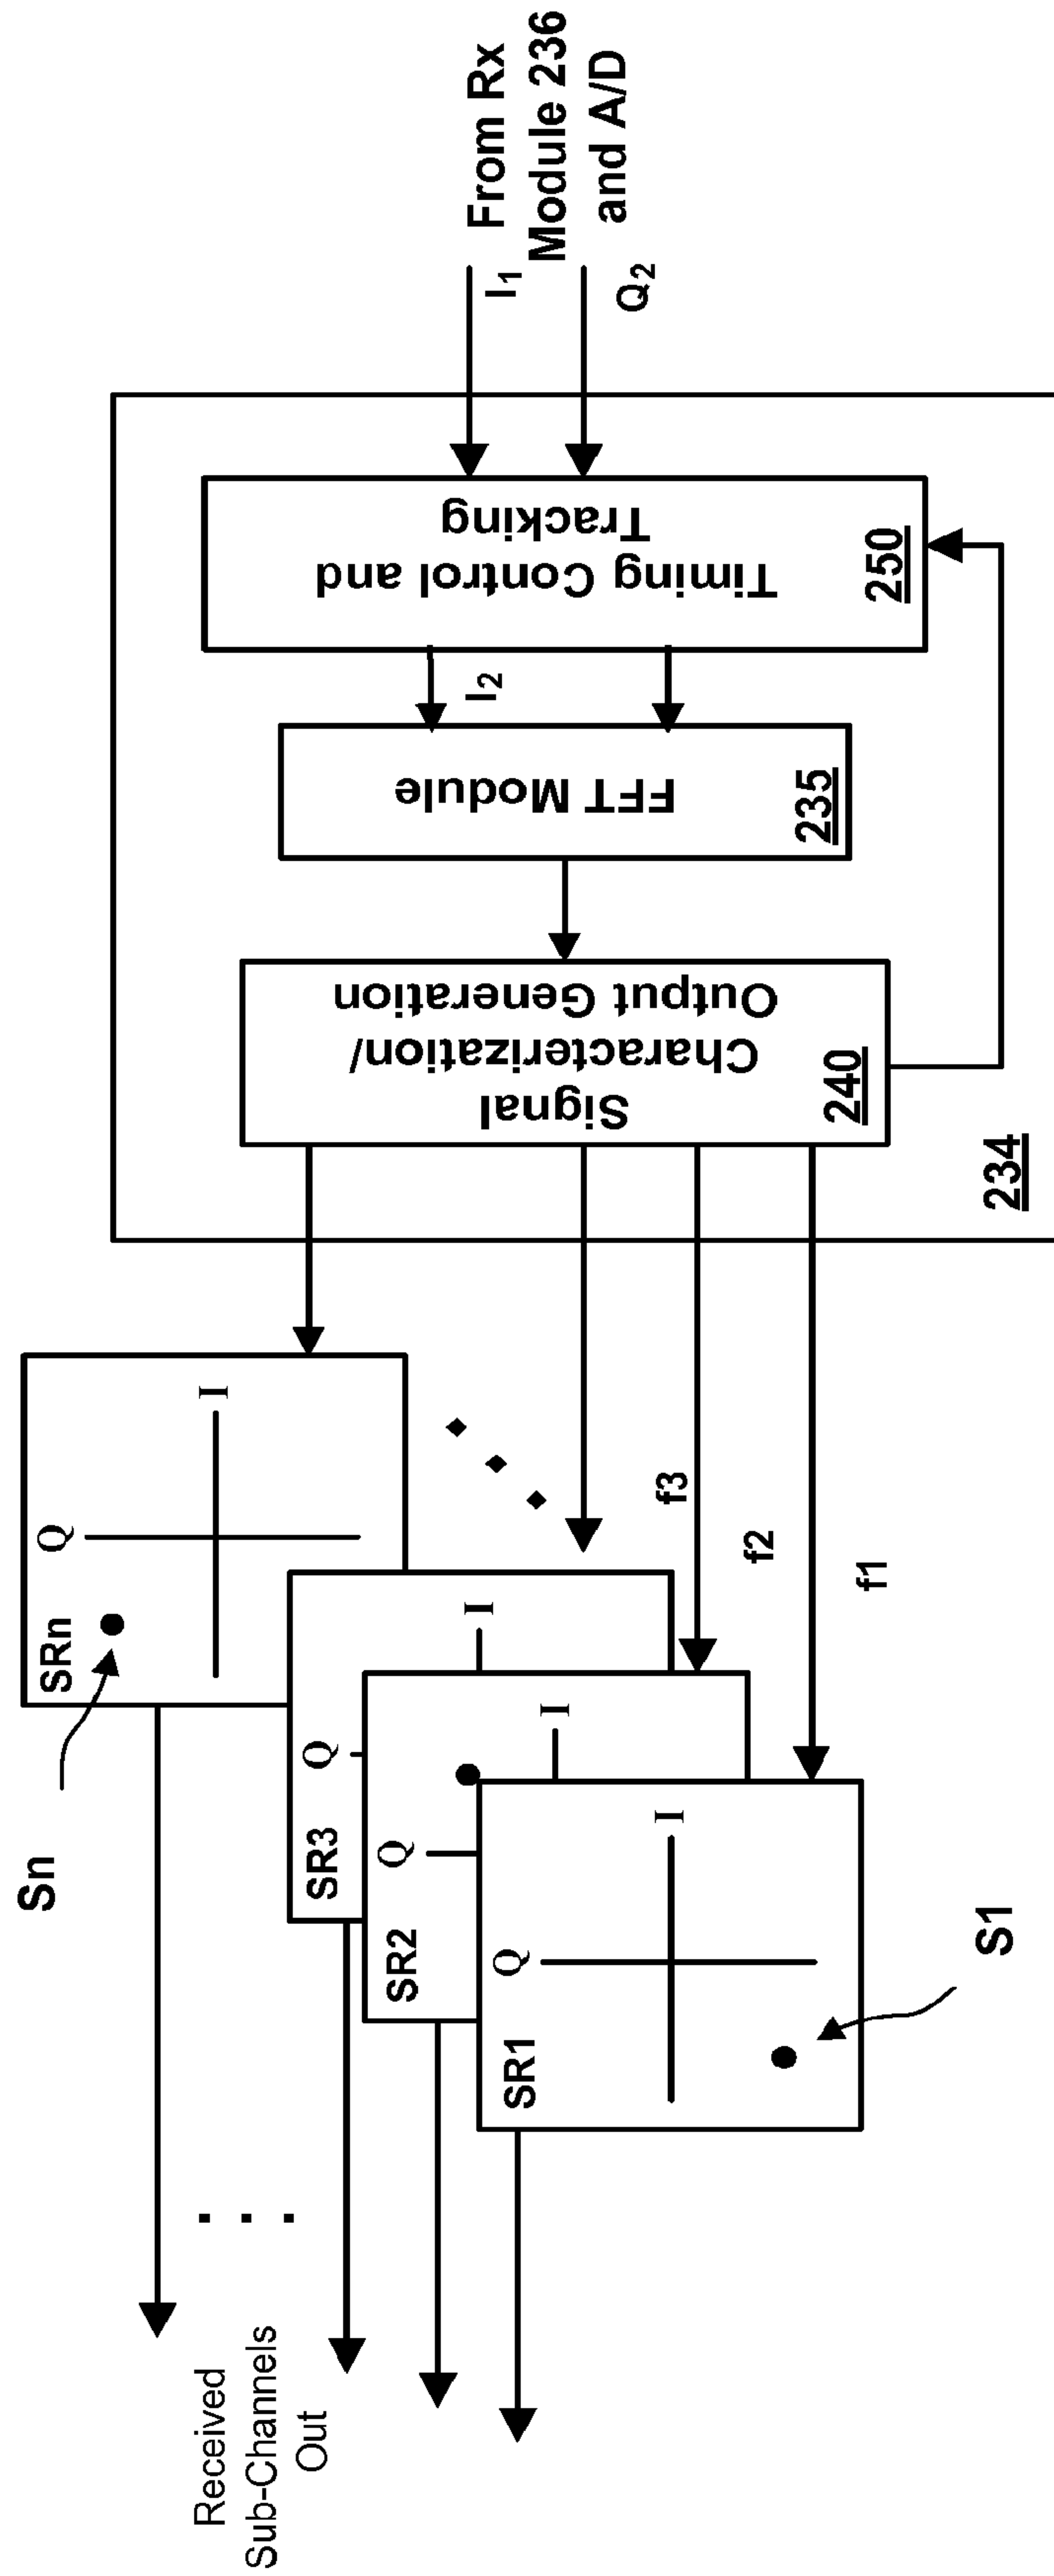 Sn
SRn
Q
I
SR3
Q
I
SR2
Q
I
SR1
Q
I
S1
Received
Sub-Channels
Out
f3
f2
f1
Signal
Characterization/
Output Generation
240
FFT Module
235
I2
Timing Control and
Tracking
250
234
I1
Q2
From Rx
Module 236
and A/D